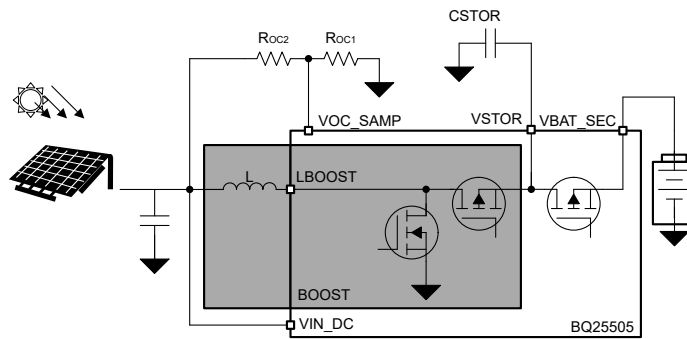 CSTOR
ROC2 ROC1
VOC_SAMP VSTOR VBAT_SEC
L LBOOST
BOOST
VIN_DC BQ25505